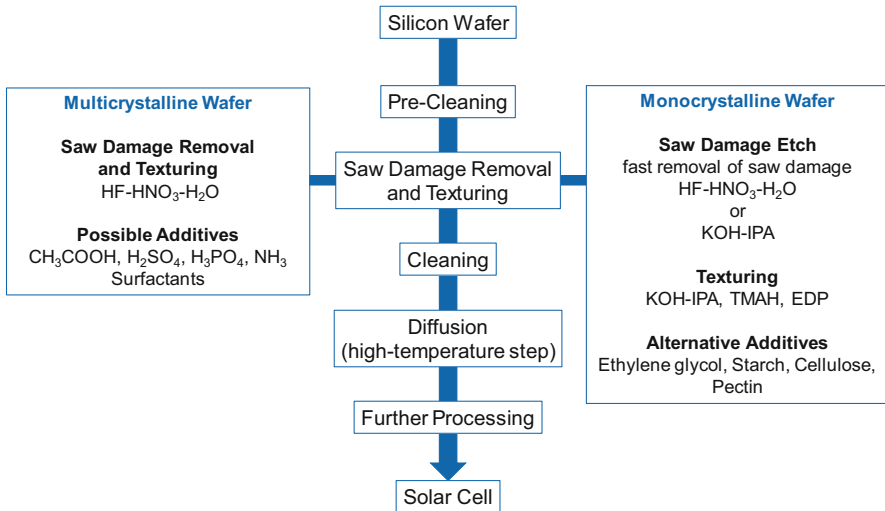 Silicon Wafer
Pre-Cleaning
Multicrystalline Wafer
Saw Damage Removal
and Texturing
HF-HNO₃-H₂O
Possible Additives
CH₃COOH, H₂SO₄, H₃PO₄, NH₃
Surfactants
Saw Damage Removal
and Texturing
Monocrystalline Wafer
Saw Damage Etch
fast removal of saw damage
HF-HNO₃-H₂O
or
KOH-IPA
Texturing
KOH-IPA, TMAH, EDP
Alternative Additives
Ethylene glycol, Starch, Cellulose,
Pectin
Cleaning
Diffusion
(high-temperature step)
Further Processing
Solar Cell